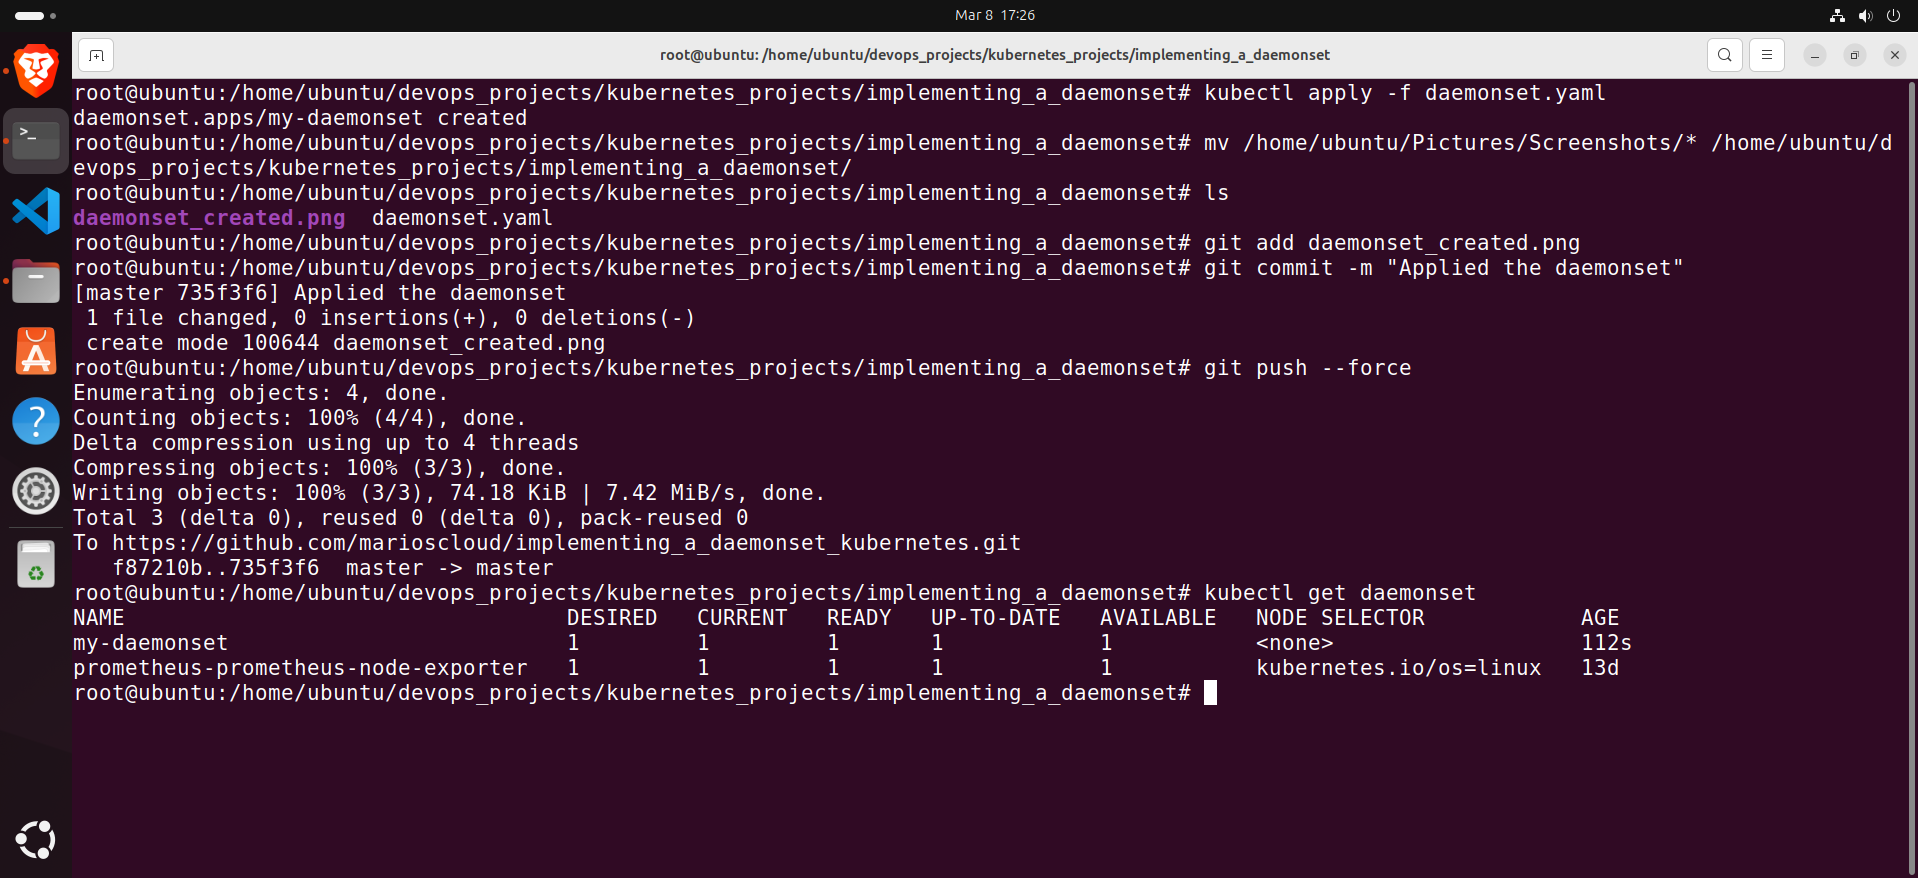 Mar 8 17:26
root@ubuntu: /home/ubuntu/devops_projects/kubernetes_projects/implementing_a_daemonset
root@ubuntu:/home/ubuntu/devops_projects/kubernetes_projects/implementing_a_daemonset# kubectl apply -f daemonset.yaml
daemonset.apps/my-daemonset created
root@ubuntu:/home/ubuntu/devops_projects/kubernetes_projects/implementing_a_daemonset# mv /home/ubuntu/Pictures/Screenshots/* /home/ubuntu/d
evops_projects/kubernetes_projects/implementing_a_daemonset/
root@ubuntu:/home/ubuntu/devops_projects/kubernetes_projects/implementing_a_daemonset# ls
daemonset_created.png  daemonset.yaml
root@ubuntu:/home/ubuntu/devops_projects/kubernetes_projects/implementing_a_daemonset# git add daemonset_created.png
root@ubuntu:/home/ubuntu/devops_projects/kubernetes_projects/implementing_a_daemonset# git commit -m "Applied the daemonset"
[master 735f3f6] Applied the daemonset
 1 file changed, 0 insertions(+), 0 deletions(-)
 create mode 100644 daemonset_created.png
root@ubuntu:/home/ubuntu/devops_projects/kubernetes_projects/implementing_a_daemonset# git push --force
Enumerating objects: 4, done.
Counting objects: 100% (4/4), done.
Delta compression using up to 4 threads
Compressing objects: 100% (3/3), done.
Writing objects: 100% (3/3), 74.18 KiB | 7.42 MiB/s, done.
Total 3 (delta 0), reused 0 (delta 0), pack-reused 0
To https://github.com/marioscloud/implementing_a_daemonset_kubernetes.git
   f87210b..735f3f6  master -> master
root@ubuntu:/home/ubuntu/devops_projects/kubernetes_projects/implementing_a_daemonset# kubectl get daemonset
NAME                                  DESIRED   CURRENT   READY   UP-TO-DATE   AVAILABLE   NODE SELECTOR            AGE
my-daemonset                          1         1         1       1            1           <none>                   112s
prometheus-prometheus-node-exporter   1         1         1       1            1           kubernetes.io/os=linux   13d
root@ubuntu:/home/ubuntu/devops_projects/kubernetes_projects/implementing_a_daemonset#